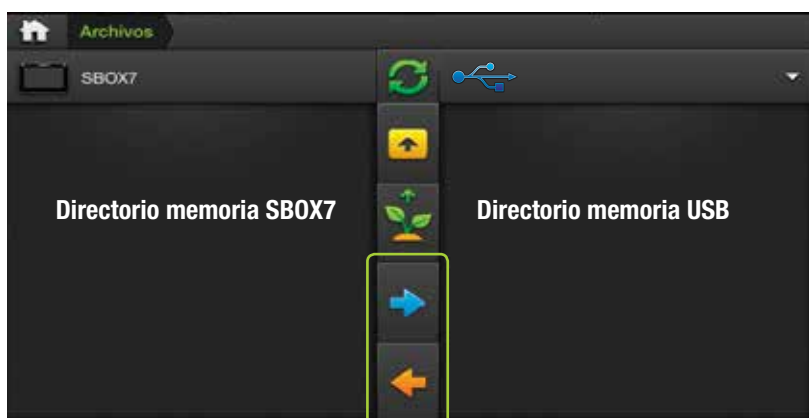 Archivos
SBOX7
Directorio memoria SBOX7
Directorio memoria USB